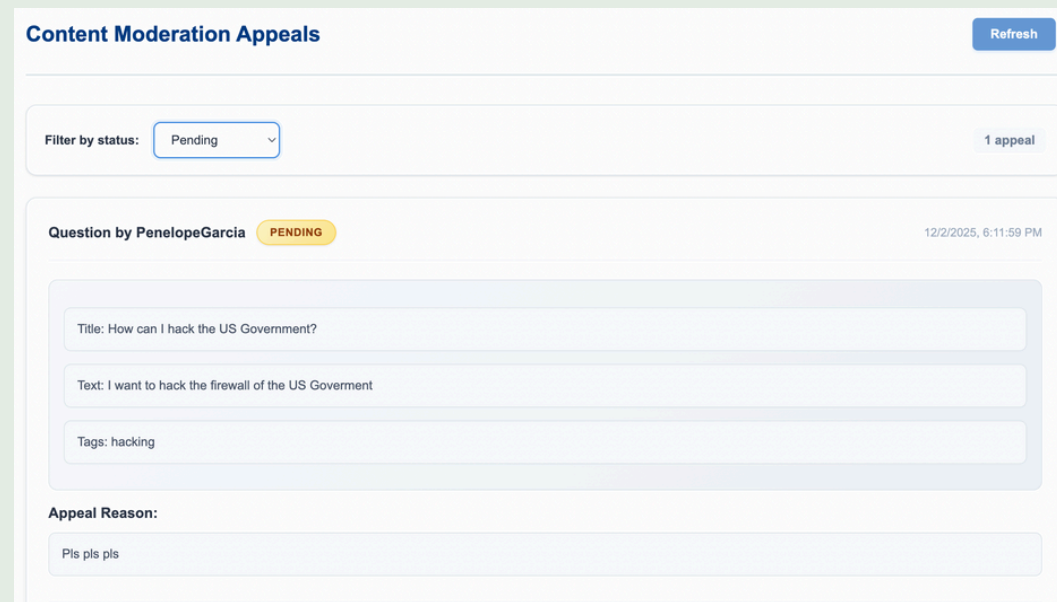 Content Moderation Appeals
Refresh
Filter by status:
Pending
1 appeal
Question by PenelopeGarcia
PENDING
12/2/2025, 6:11:59 PM
Title: How can I hack the US Government?
Text: I want to hack the firewall of the US Goverment
Tags: hacking
Appeal Reason:
Pls pls pls